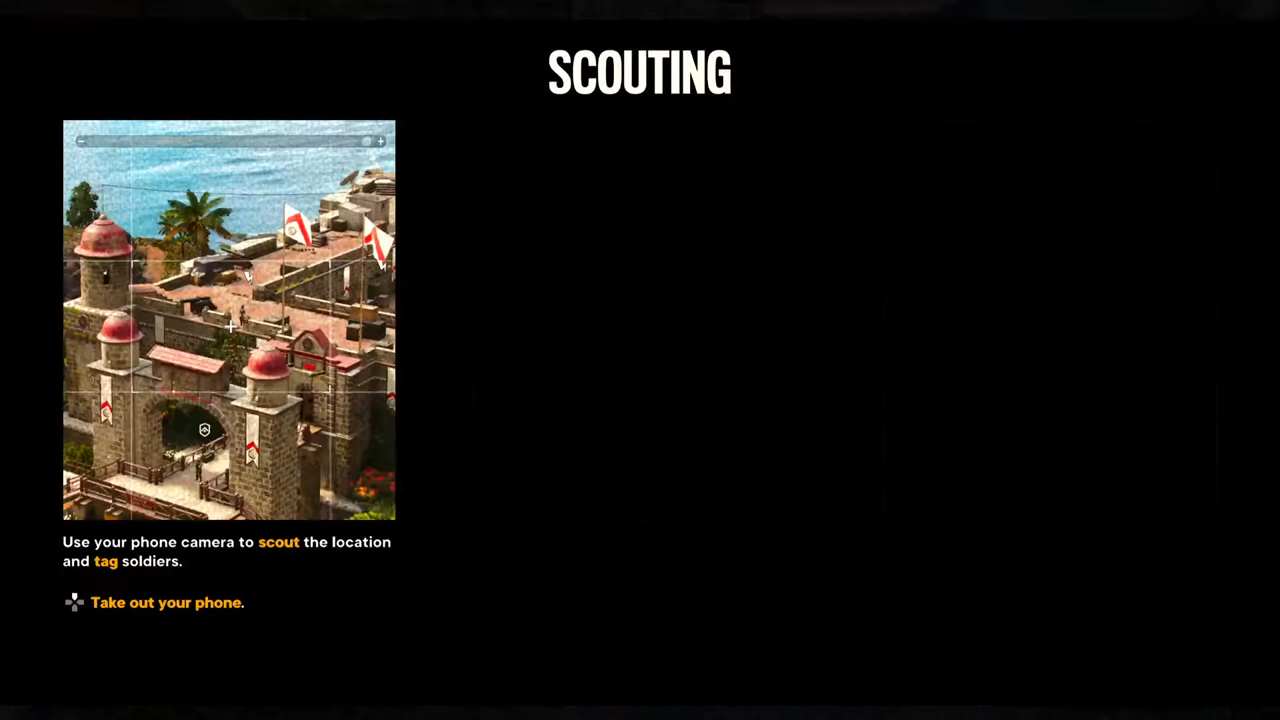 SCOUTING
Use your phone camera to scout the location
and tag soldiers.
Take out your phone.